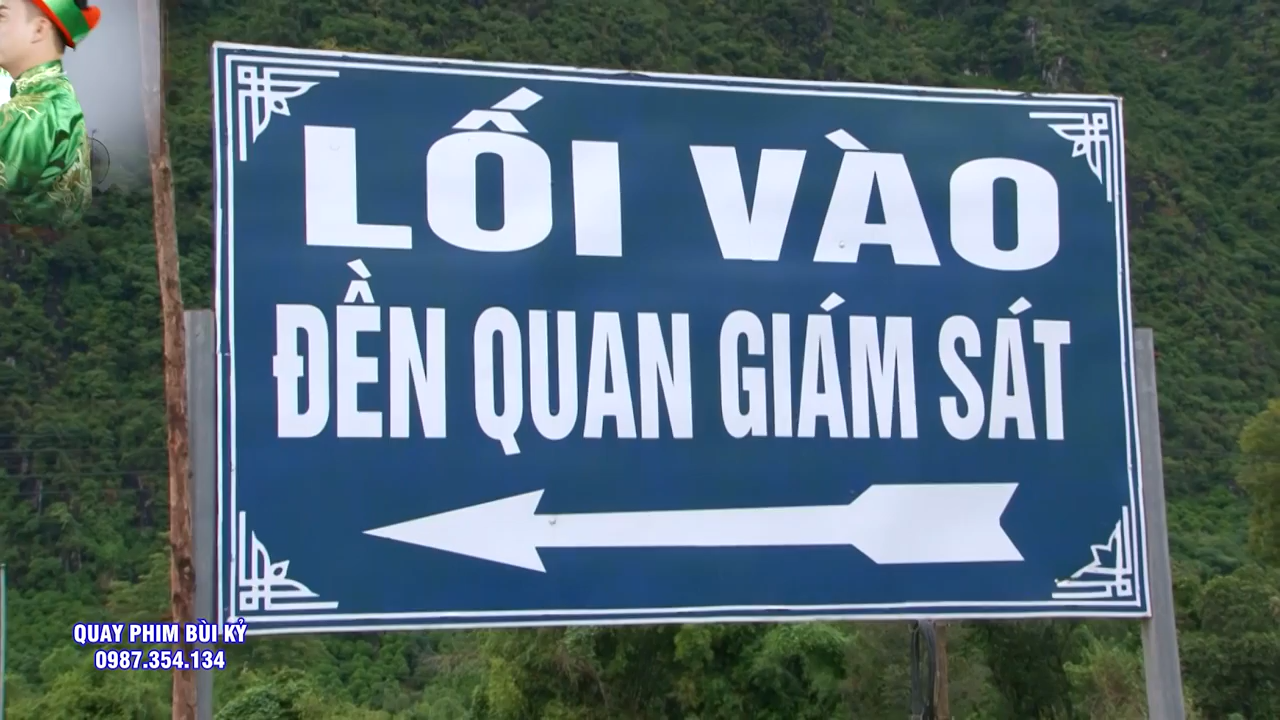 LỐI VÀO
ĐỀN QUAN GIÁM SÁT
QUAY PHIM BÙI KỶ
0987.354.134